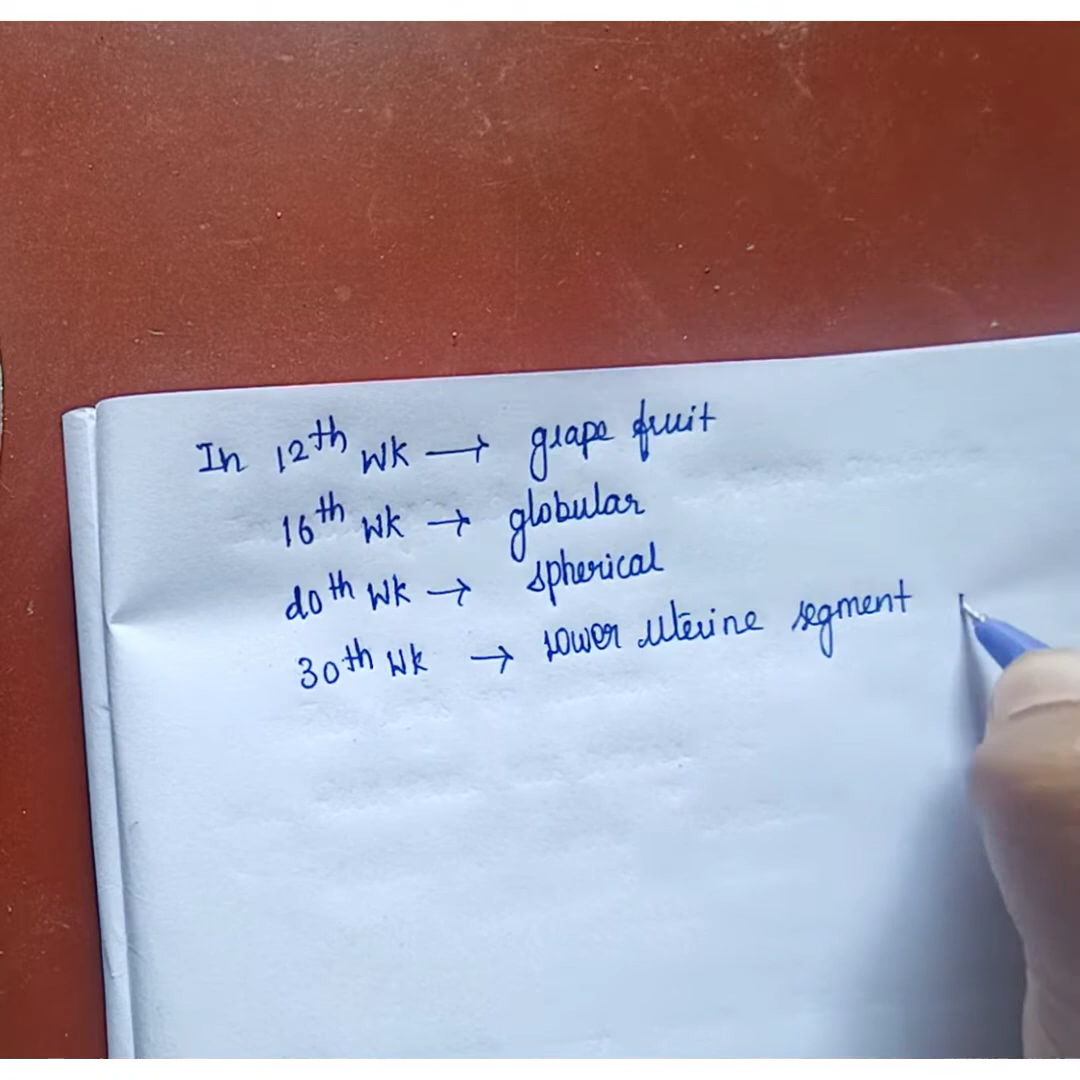 In 12th wk → grape fruit
16th wk → globular
20th wk → spherical
30th wk → lower uterine segment